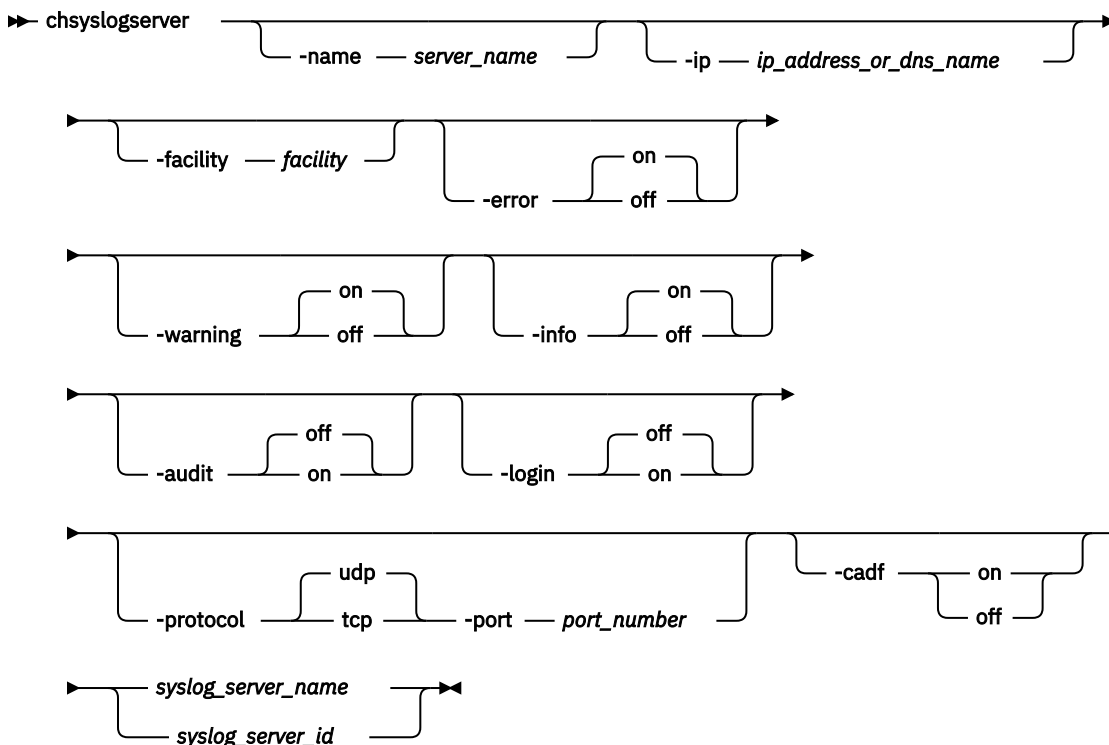 chsyslogserver
-name server_name -ip ip_address_or_dns_name
-facility facility -error on
off
-warning on
off -info on
off
-audit off
on -login off
on
-protocol udp
tcp -port port_number -cadf on
off
syslog_server_name
syslog_server_id